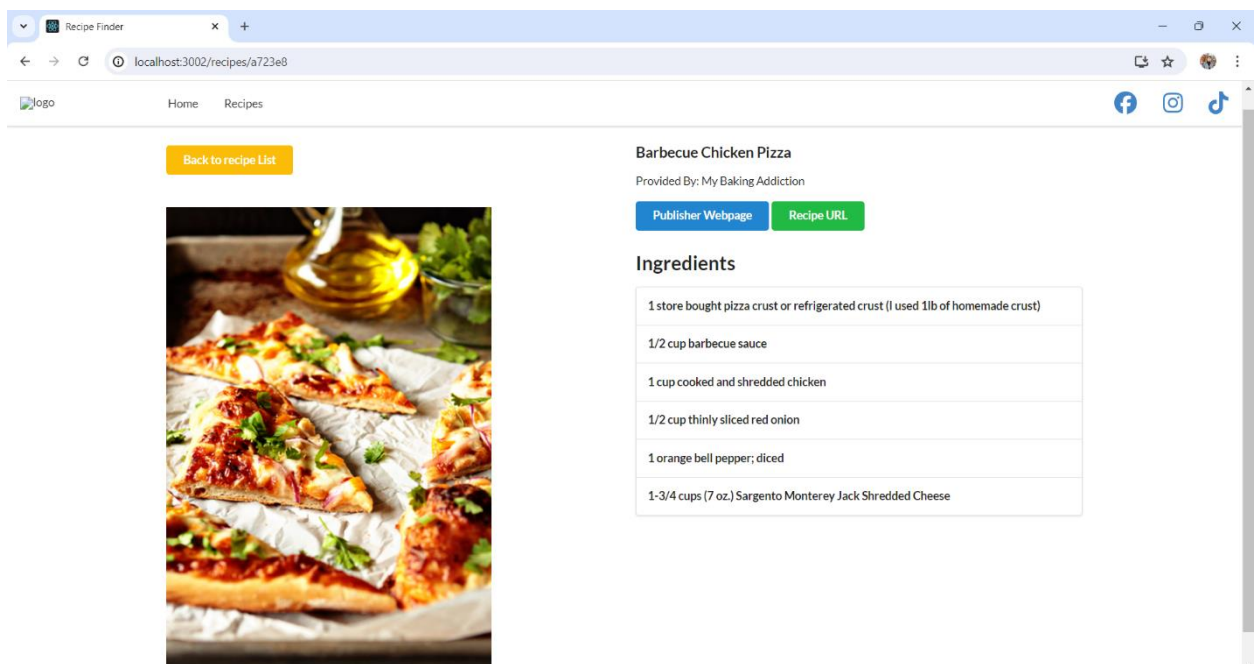 Recipe Finder
localhost:3002/recipes/a723e8
logo
Home
Recipes
Back to recipe List
Barbecue Chicken Pizza
Provided By: My Baking Addiction
Publisher Webpage
Recipe URL
Ingredients
1 store bought pizza crust or refrigerated crust (I used 1lb of homemade crust)
1/2 cup barbecue sauce
1 cup cooked and shredded chicken
1/2 cup thinly sliced red onion
1 orange bell pepper; diced
1-3/4 cups (7 oz.) Sargento Monterey Jack Shredded Cheese